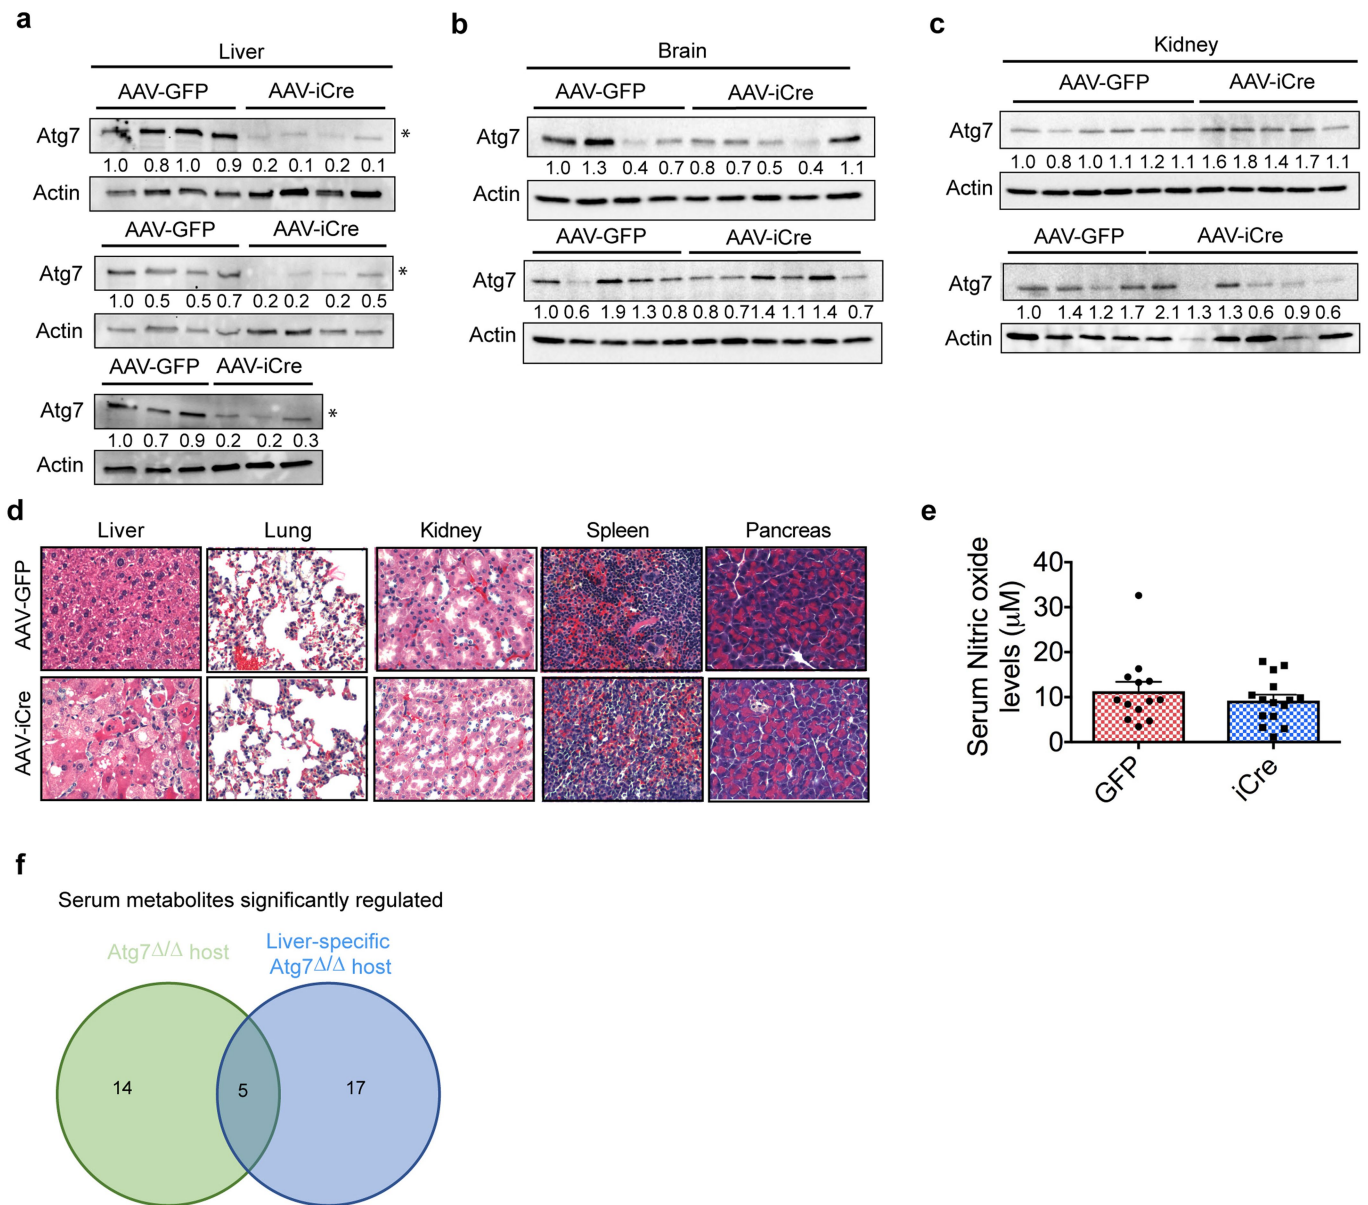 a
Liver
AAV-GFP AAV-iCre
Atg7 *
1.0 0.8 1.0 0.9 0.2 0.1 0.2 0.1
Actin
AAV-GFP AAV-iCre
Atg7 *
1.0 0.5 0.5 0.7 0.2 0.2 0.2 0.5
Actin
AAV-GFP AAV-iCre
Atg7 *
1.0 0.7 0.9 0.2 0.2 0.3
Actin
b
Brain
AAV-GFP AAV-iCre
Atg7
1.0 1.3 0.4 0.7 0.8 0.7 0.5 0.4 1.1
Actin
AAV-GFP AAV-iCre
Atg7
1.0 0.6 1.9 1.3 0.8 0.8 0.7 1.4 1.1 1.4 0.7
Actin
c
Kidney
AAV-GFP AAV-iCre
Atg7
1.0 0.8 1.0 1.1 1.2 1.1 1.6 1.8 1.4 1.7 1.1
Actin
AAV-GFP AAV-iCre
Atg7
1.0 1.4 1.2 1.7 2.1 1.3 1.3 0.6 0.9 0.6
Actin
d
Liver Lung Kidney Spleen Pancreas
AAV-GFP
AAV-iCre
e
Serum Nitric oxide
levels (μM)
40
30
20
10
0
GFP iCre
f
Serum metabolites significantly regulated
Atg7Δ/Δ host
Liver-specific
Atg7Δ/Δ host
14 5 17